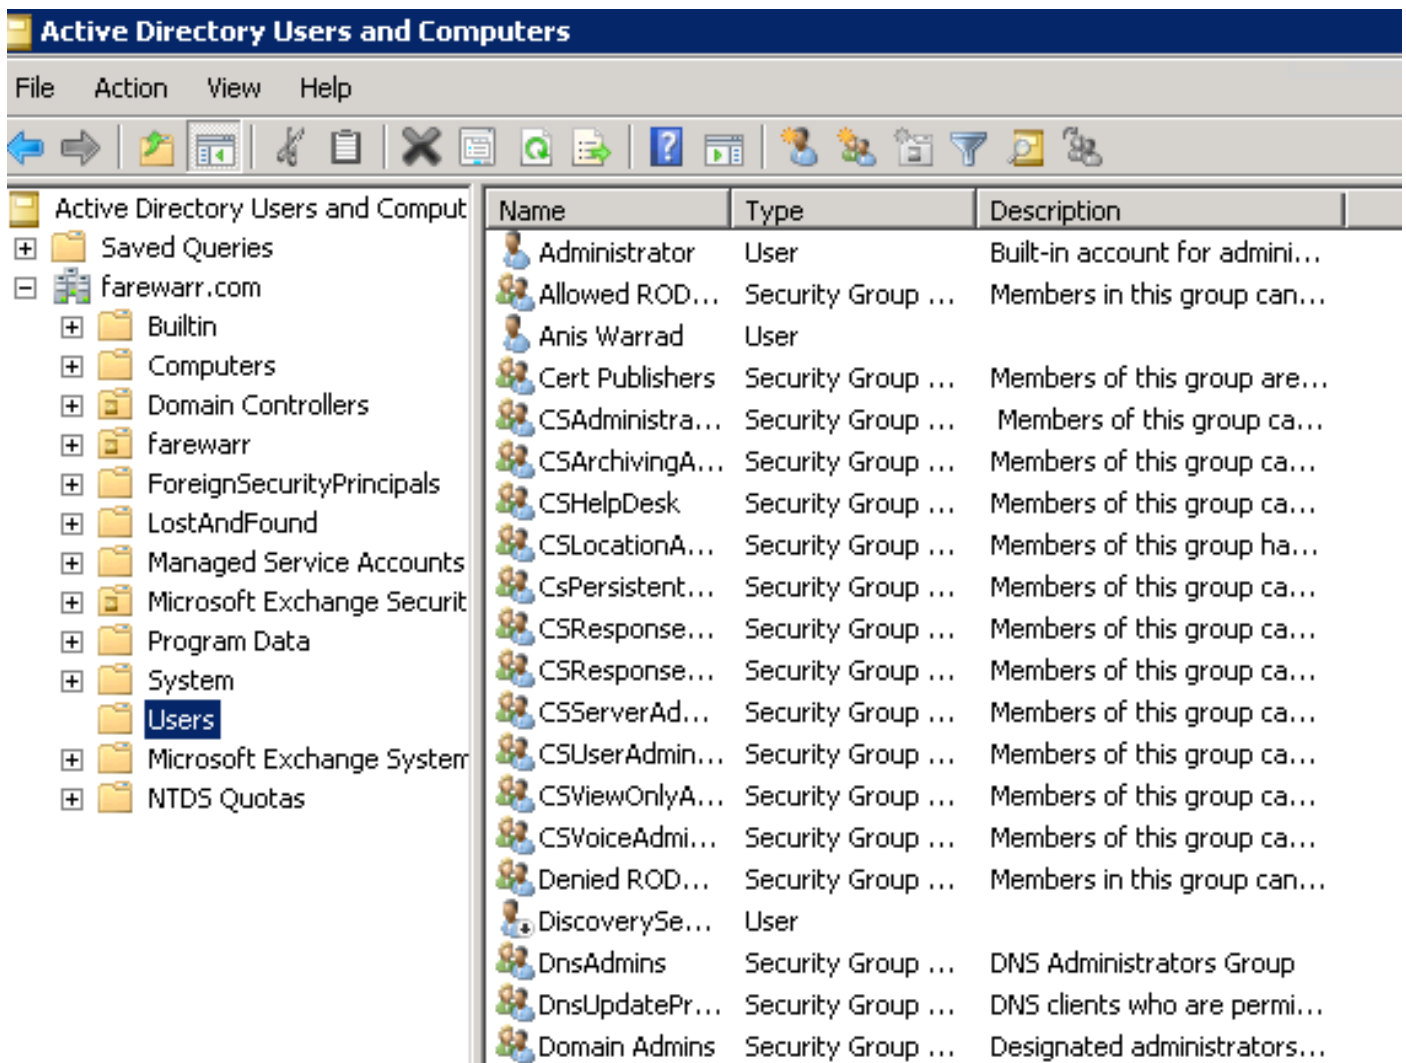 Active Directory Users and Computers
File Action View Help
Active Directory Users and Comput
Saved Queries
farewarr.com
Builtin
Computers
Domain Controllers
farewarr
ForeignSecurityPrincipals
LostAndFound
Managed Service Accounts
Microsoft Exchange Securit
Program Data
System
Users
Microsoft Exchange System
NTDS Quotas
Name Type Description
Administrator User Built-in account for admini...
Allowed ROD... Security Group ... Members in this group can...
Anis Warrad User
Cert Publishers Security Group ... Members of this group are...
CSAdministra... Security Group ... Members of this group ca...
CSArchivingA... Security Group ... Members of this group ca...
CSHelpDesk Security Group ... Members of this group ca...
CSLocationA... Security Group ... Members of this group ha...
CsPersistent... Security Group ... Members of this group ca...
CSResponse... Security Group ... Members of this group ca...
CSResponse... Security Group ... Members of this group ca...
CSServerAd... Security Group ... Members of this group ca...
CSUserAdmin... Security Group ... Members of this group ca...
CSViewOnlyA... Security Group ... Members of this group ca...
CSVoiceAdmi... Security Group ... Members of this group ca...
Denied ROD... Security Group ... Members in this group can...
DiscoverySe... User
DnsAdmins Security Group ... DNS Administrators Group
DnsUpdatePr... Security Group ... DNS clients who are permi...
Domain Admins Security Group ... Designated administrators...